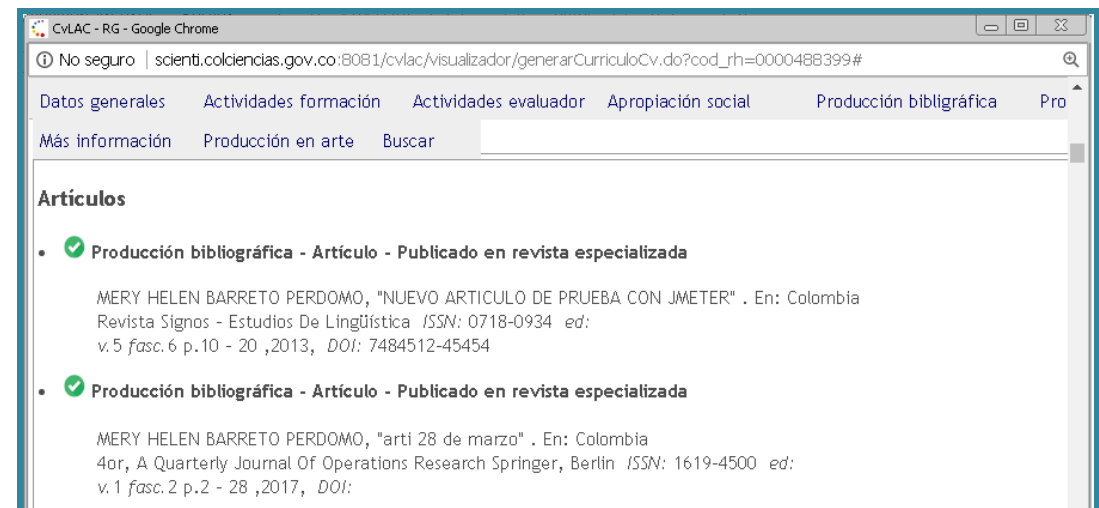 CvLAC - RG - Google Chrome
No seguro | scienti.colciencias.gov.co:8081/cvlac/visualizador/generarCurriculoCv.do?cod_rh=0000488399#
Datos generales Actividades formación Actividades evaluador Apropiación social Producción bibligráfica Pro
Más información Producción en arte Buscar
Artículos
• Producción bibliográfica - Artículo - Publicado en revista especializada
MERY HELEN BARRETO PERDOMO, "NUEVO ARTICULO DE PRUEBA CON JMETER" . En: Colombia
Revista Signos - Estudios De Lingüística ISSN: 0718-0934 ed:
v.5 fasc.6 p.10 - 20 ,2013, DOI: 7484512-45454
• Producción bibliográfica - Artículo - Publicado en revista especializada
MERY HELEN BARRETO PERDOMO, "arti 28 de marzo" . En: Colombia
4or, A Quarterly Journal Of Operations Research Springer, Berlin ISSN: 1619-4500 ed:
v.1 fasc.2 p.2 - 28 ,2017, DOI: